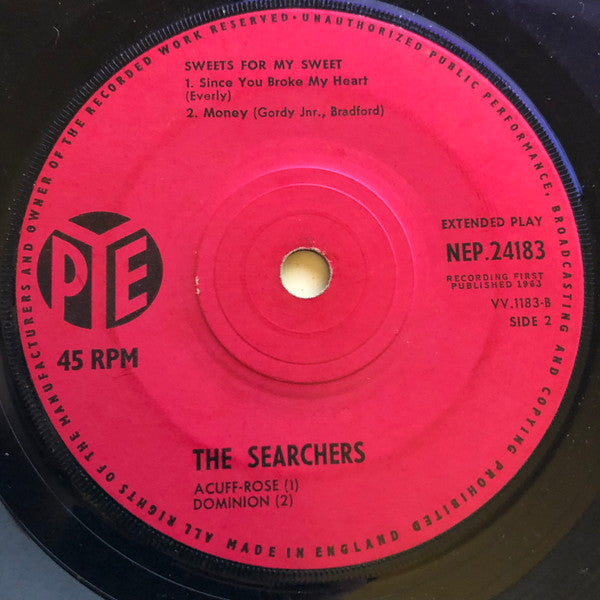 MANUFACTURERS AND OWNER OF THE RECORDED WORK RESERVED • UNAUTHORIZED PUBLIC PERFORMANCE, BROADCASTING AND COPYING PROHIBITED
ALL RIGHTS OF THE
SWEETS FOR MY SWEET
1. Since You Broke My Heart
(Everly)
2. Money (Gordy Jnr., Bradford)
PYE
45 RPM
EXTENDED PLAY
NEP.24183
RECORDING FIRST
PUBLISHED 1963
VV.1183-B
SIDE 2
THE SEARCHERS
ACUFF-ROSE (1)
DOMINION (2)
MADE IN ENGLAND